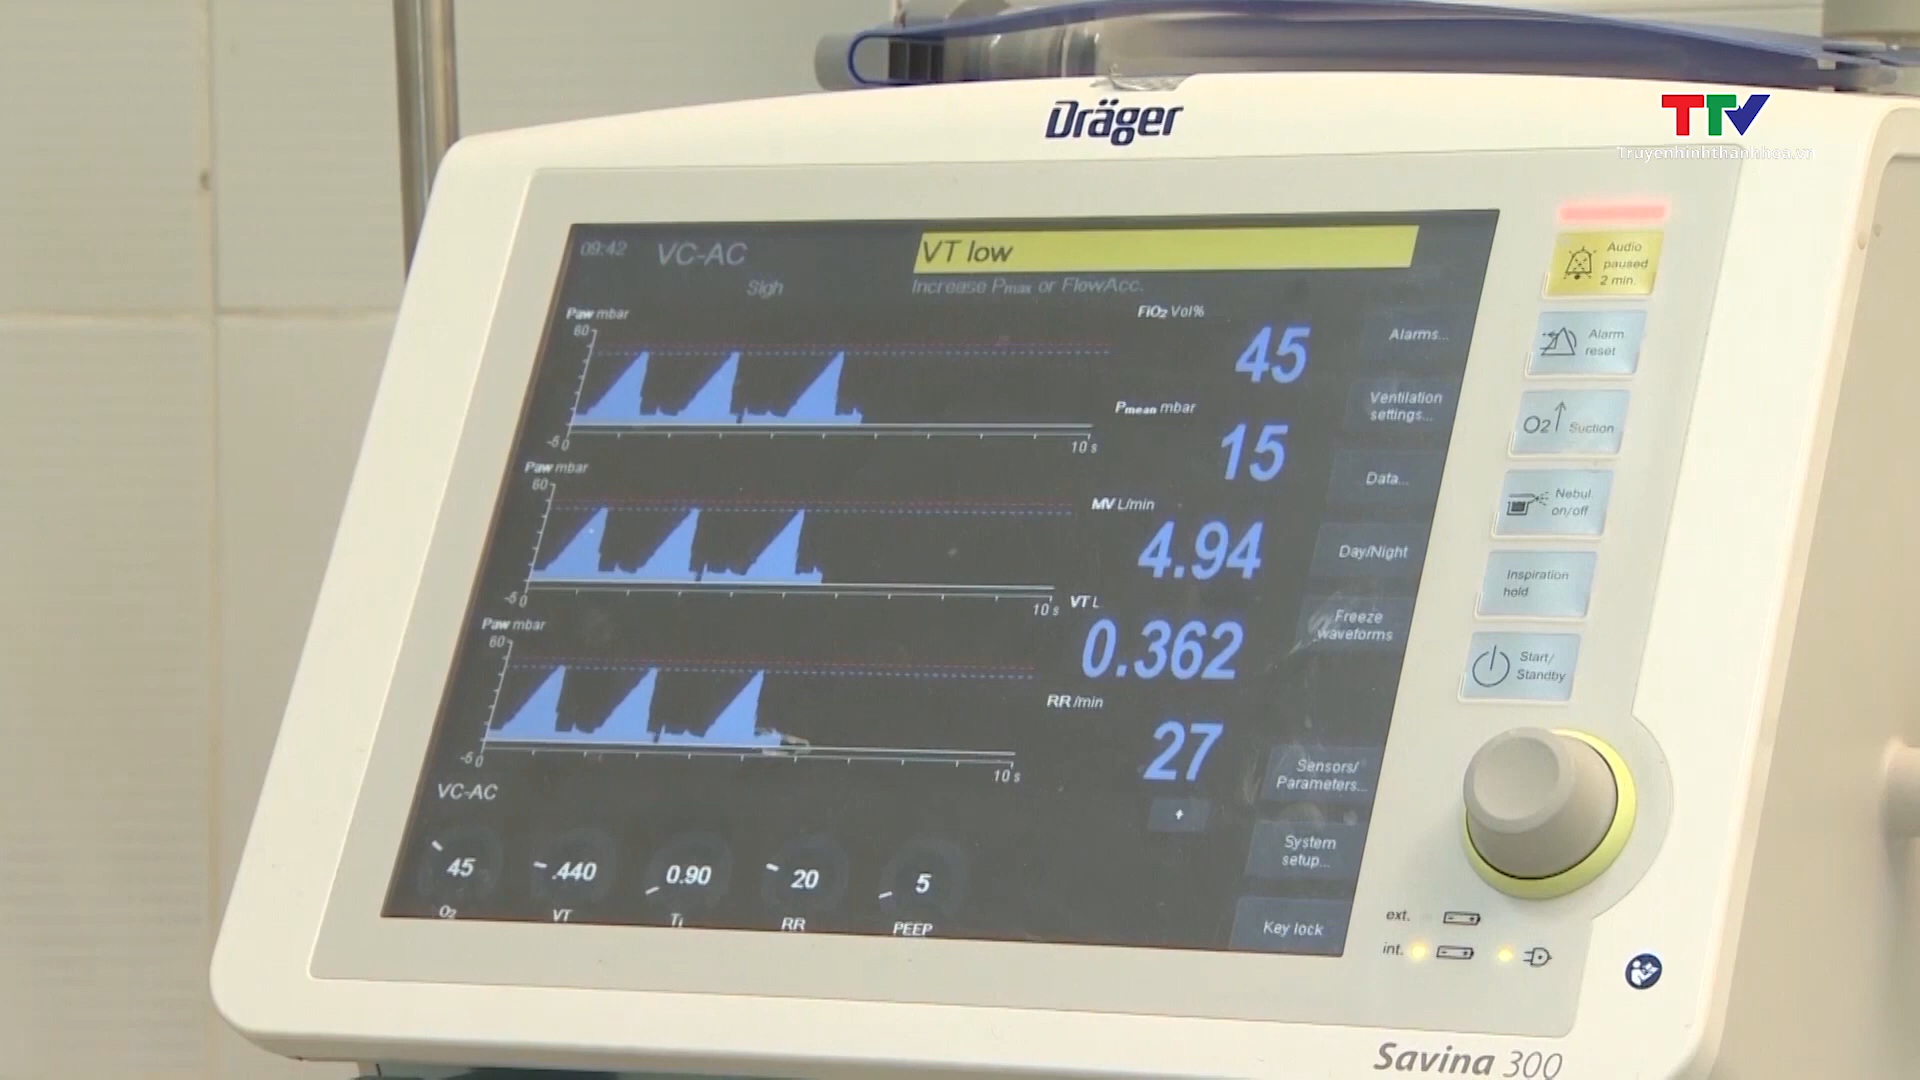 Dräger
TTV
Truyenhinhthanhhoa.vn
09:42
VC-AC
VT low
Sigh
Increase Pmax or FlowAcc.
Audio
paused
2 min.
Paw mbar
60
-5
0
10 s
FiO2 Vol%
45
Alarms...
Alarm
reset
Pmean mbar
15
Ventilation
settings...
O2
Suction
Paw mbar
60
-5
0
10 s
MV L/min
4.94
Data...
Nebul.
on/off
Day/Night
Inspiration
hold
VT L
0.362
Freeze
waveforms
Paw mbar
60
-5
0
10 s
Start/
Standby
RR /min
27
Sensors/
Parameters...
VC-AC
45
.440
0.90
20
5
O2
VT
Ti
RR
PEEP
System
setup...
Key lock
ext.
int.
Savina 300